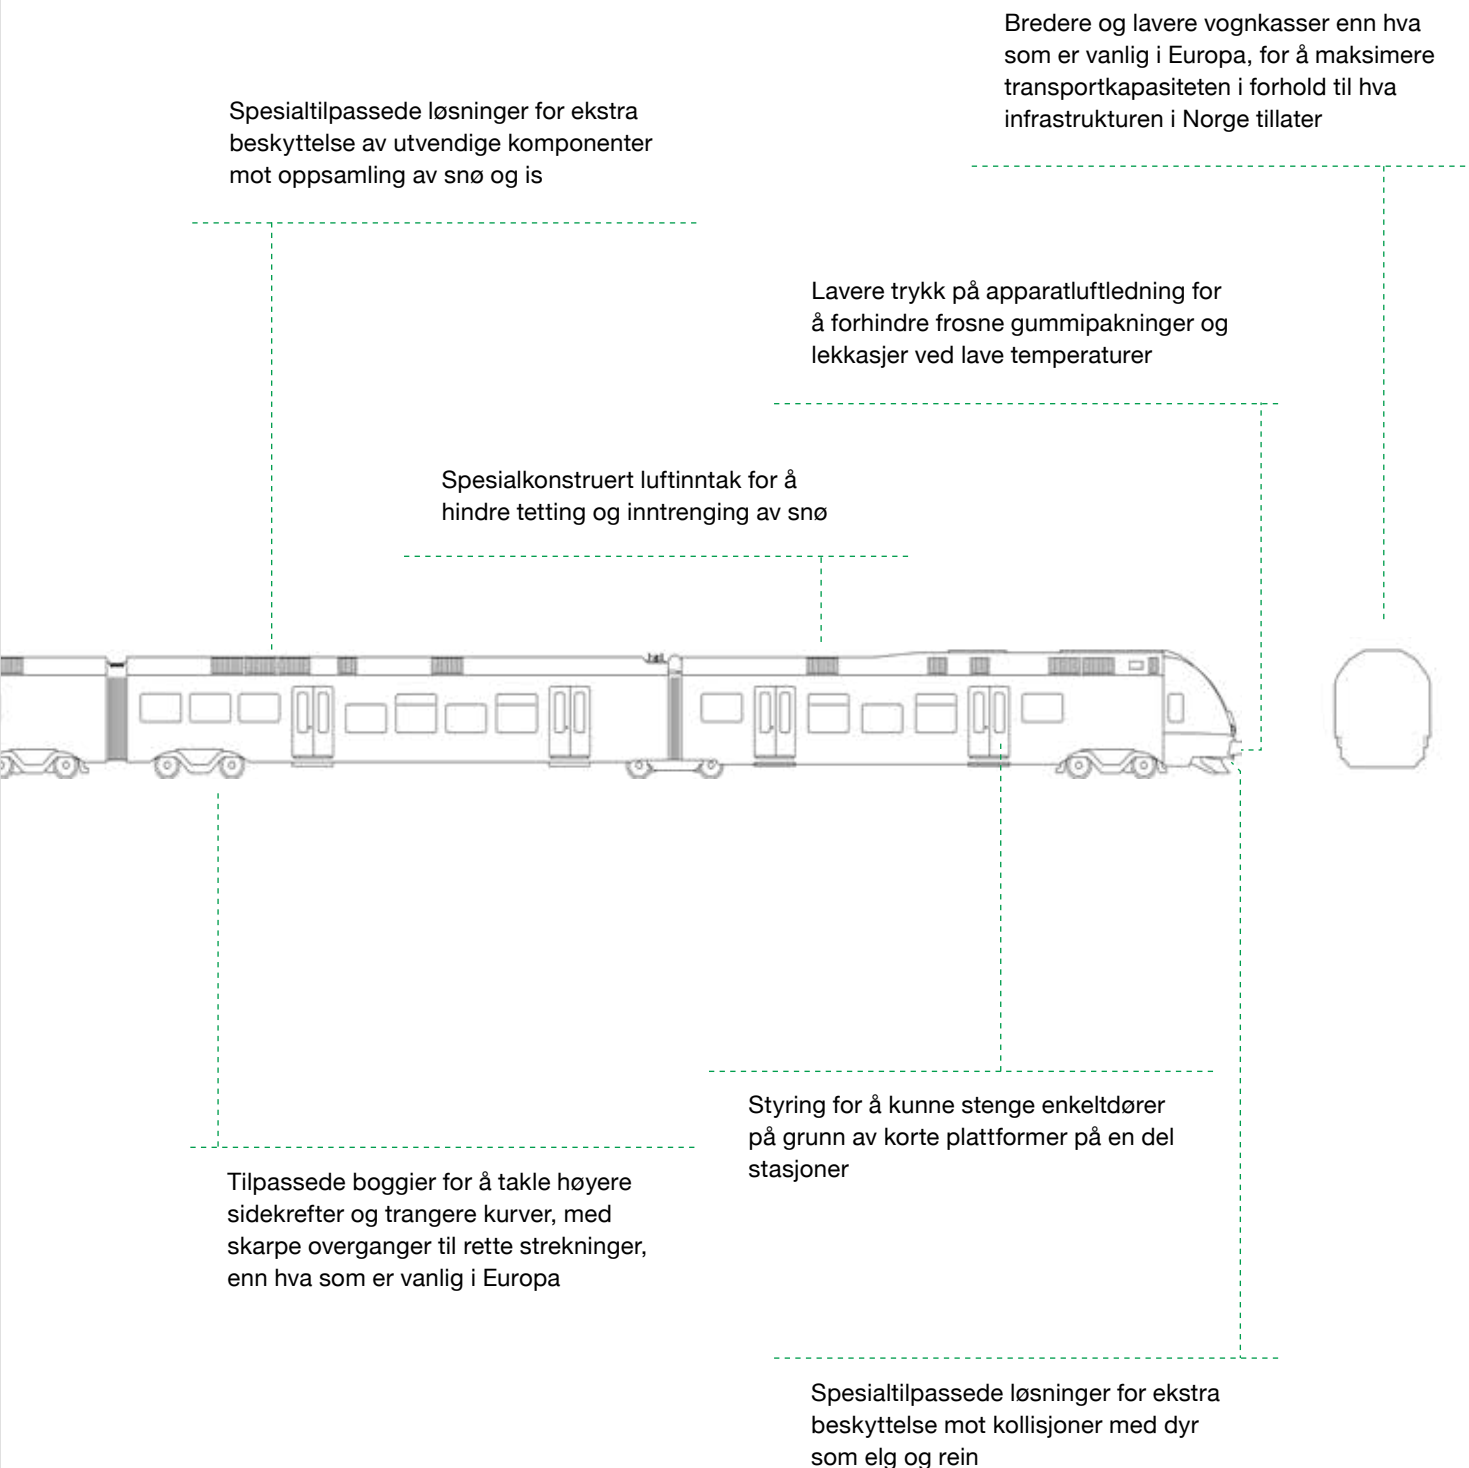 Bredere og lavere vognkasser enn hva
som er vanlig i Europa, for å maksimere
transportkapasiteten i forhold til hva
infrastrukturen i Norge tillater
Spesialtilpassede løsninger for ekstra
beskyttelse av utvendige komponenter
mot oppsamling av snø og is
Lavere trykk på apparatluftledning for
å forhindre frosne gummipakninger og
lekkasjer ved lave temperaturer
Spesialkonstruert luftinntak for å
hindre tetting og inntrenging av snø
Styring for å kunne stenge enkeltdører
på grunn av korte plattformer på en del
stasjoner
Tilpassede boggier for å takle høyere
sidekrefter og trangere kurver, med
skarpe overganger til rette strekninger,
enn hva som er vanlig i Europa
Spesialtilpassede løsninger for ekstra
beskyttelse mot kollisjoner med dyr
som elg og rein